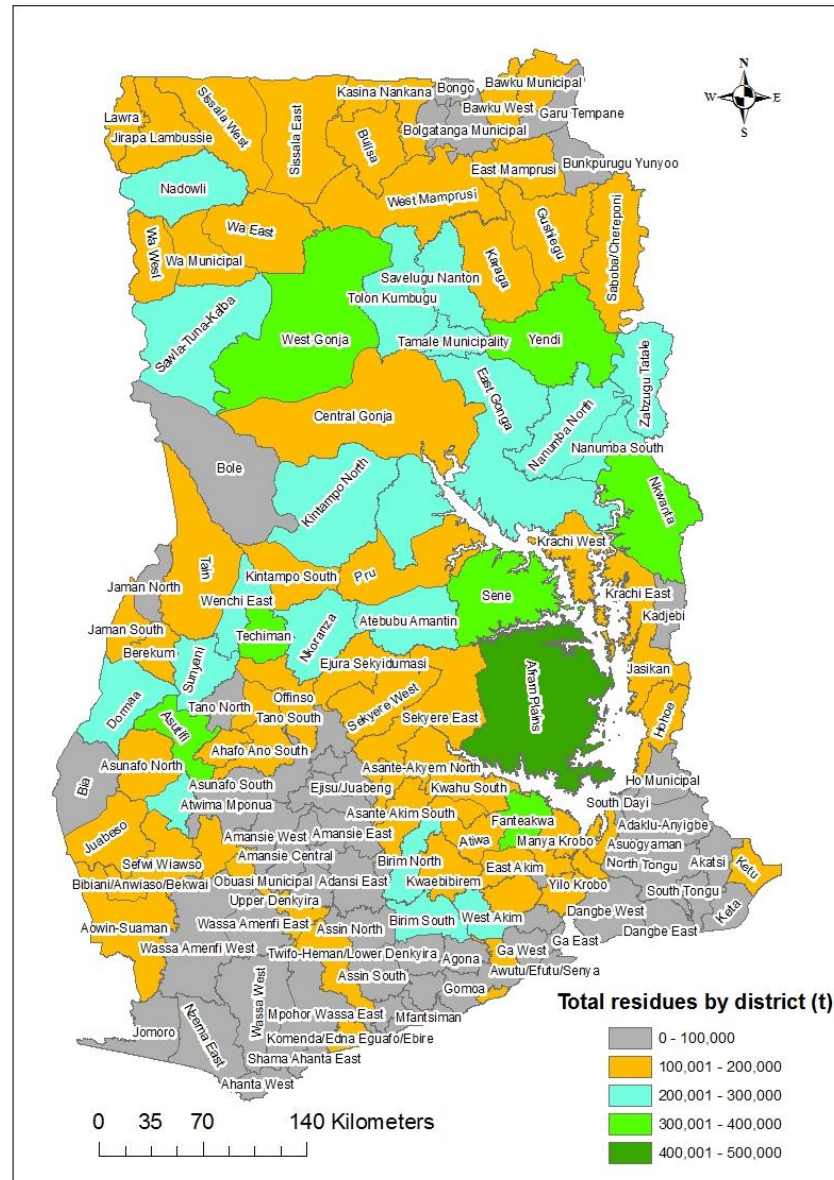 N
W E
S
Kasina Nankana
Bongo
Bawku Municipal
Lawra
Sissala West
Bawku West
Garu Tempane
Jirapa Lambussie
Sissala East
Builsa
Bolgatanga Municipal
Bunkpurugu Yunyoo
East Mamprusi
Nadowli
West Mamprusi
Wa East
Gushiegu
Saboba/Chereponi
Wa West
Wa Municipal
Karaga
Savelugu Nanton
Tolon Kumbugu
Sawla-Tuna-Kalba
West Gonja
Tamale Municipality
Yendi
East Gonga
Zabzugu Tatale
Central Gonja
Nanumba North
Nanumba South
Bole
Kintampo North
Nkwanta
Krachi West
Tain
Kintampo South
Pru
Jaman North
Wenchi East
Sene
Krachi East
Kadjebi
Jaman South
Techiman
Nkoranza
Atebubu Amantin
Berekum
Sunyani
Ejura Sekyidumasi
Jasikan
Dormaa
Tano North
Offinso
Sekyere West
Afram Plains
Hohoe
Asutifi
Tano South
Sekyere East
Ahafo Ano South
Asunafo North
Asante-Akyem North
Bia
Asunafo South
Ejisu/Juabeng
Kwahu South
Ho Municipal
Atwima Mponua
South Dayi
Asante Akim South
Fanteakwa
Adaklu-Anyigbe
Juabeso
Amansie West
Amansie East
Atiwa
Manya Krobo
Asuogyaman
Sefwi Wiawso
Amansie Central
Birim North
North Tongu
Akatsi
Ketu
Bibiani/Anwiaso/Bekwai
Obuasi Municipal
Adansi East
Kwaebibirem
East Akim
Yilo Krobo
South Tongu
Upper Denkyira
Keta
Aowin-Suaman
Wassa Amenfi East
Assin North
Birim South
West Akim
Dangbe West
Dangbe East
Wassa Amenfi West
Twifo-Heman/Lower Denkyira
Agona
Ga West
Ga East
Assin South
Awutu/Efutu/Senya
Wassa West
Gomoa
Mpohor Wassa East
Mfantsiman
Jomoro
Nzema East
Komenda/Edna Eguafo/Ebire
Shama Ahanta East
Ahanta West
Total residues by district (t)
0 - 100,000
100,001 - 200,000
200,001 - 300,000
300,001 - 400,000
400,001 - 500,000
0 35 70 140 Kilometers